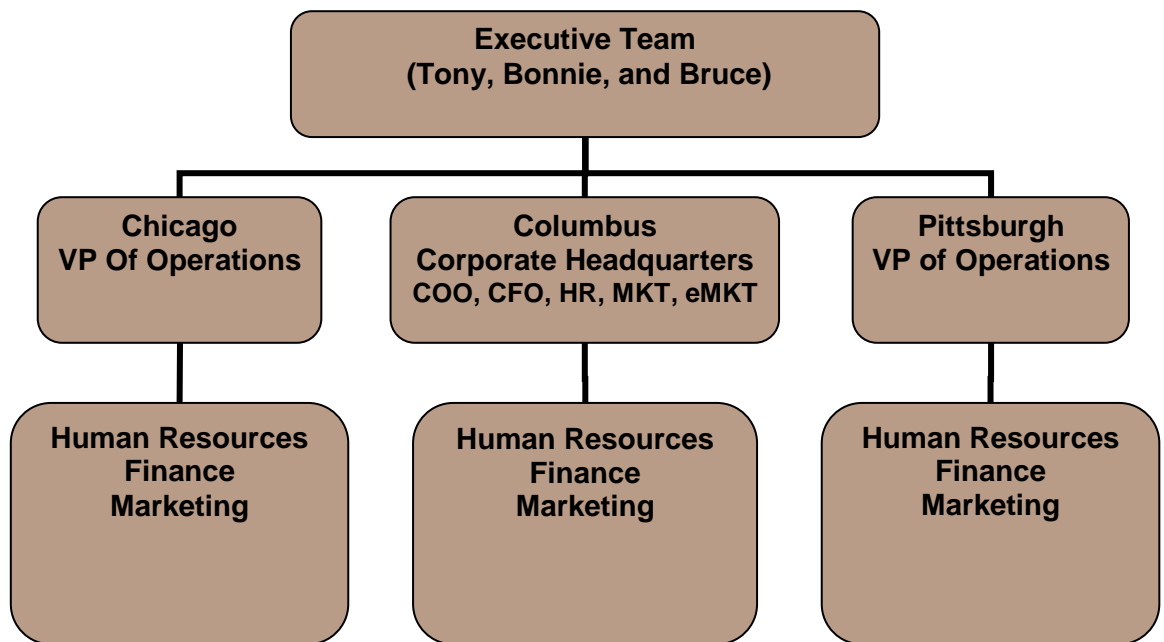 Executive Team
(Tony, Bonnie, and Bruce)
Chicago
VP Of Operations
Columbus
Corporate Headquarters
COO, CFO, HR, MKT, eMKT
Pittsburgh
VP of Operations
Human Resources
Finance
Marketing
Human Resources
Finance
Marketing
Human Resources
Finance
Marketing